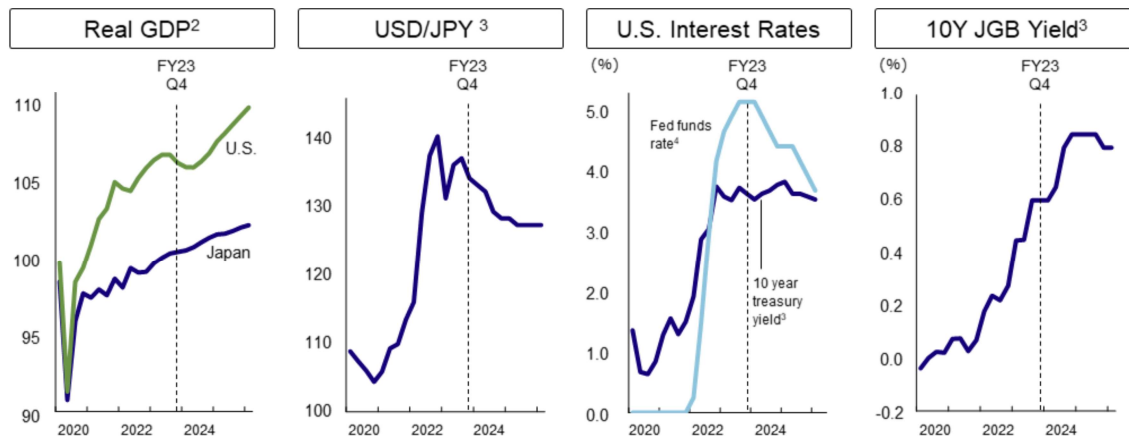 Real GDP2
USD/JPY 3
U.S. Interest Rates
10Y JGB Yield3
FY23
Q4
110
105
100
95
90
U.S.
Japan
2020 2022 2024
FY23
Q4
140
130
120
110
100
2020 2022 2024
(%)
FY23
Q4
5.0
4.0
3.0
2.0
1.0
0.0
Fed funds
rate4
10 year
treasury
yield3
2020 2022 2024
(%)
FY23
Q4
1.0
0.8
0.6
0.4
0.2
0.0
-0.2
2020 2022 2024